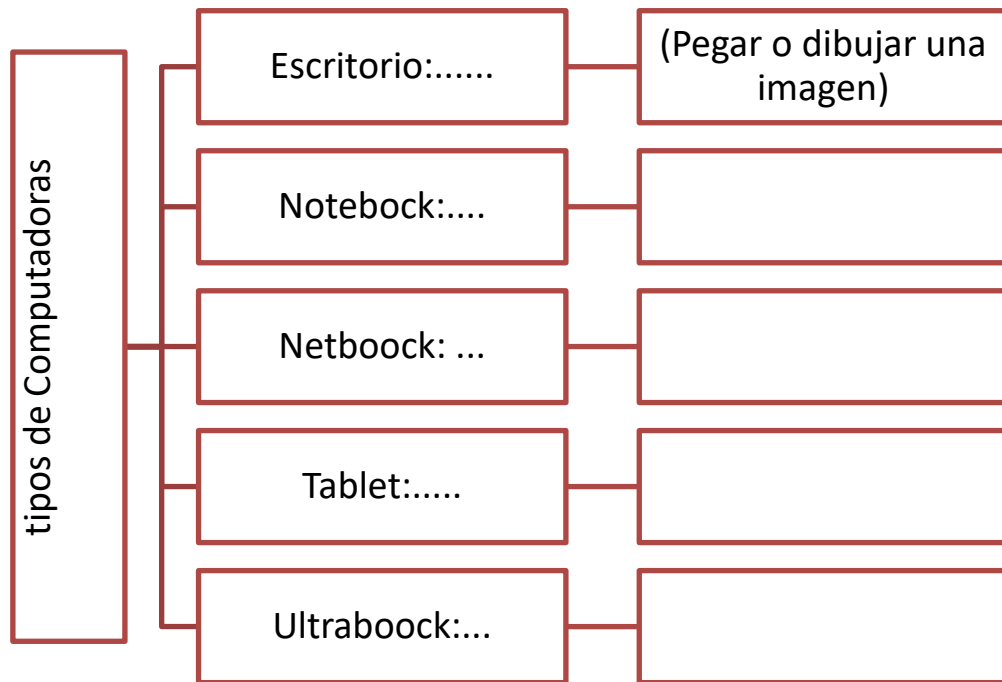 tipos de Computadoras
Escritorio:......
(Pegar o dibujar una
imagen)
Notebock:....
Netboock: ...
Tablet:.....
Ultraboock:...